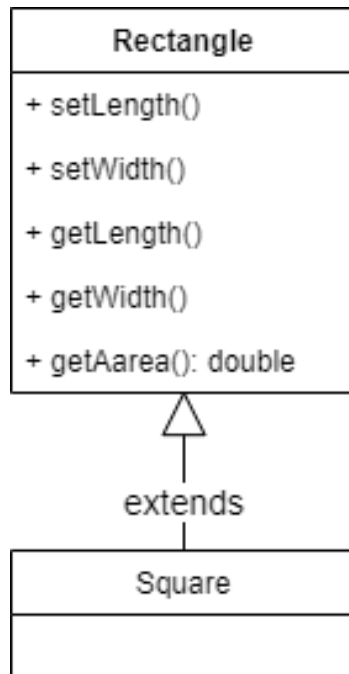 Rectangle
+ setLength()
+ setWidth()
+ getLength()
+ getWidth()
+ getAarea(): double
extends
Square